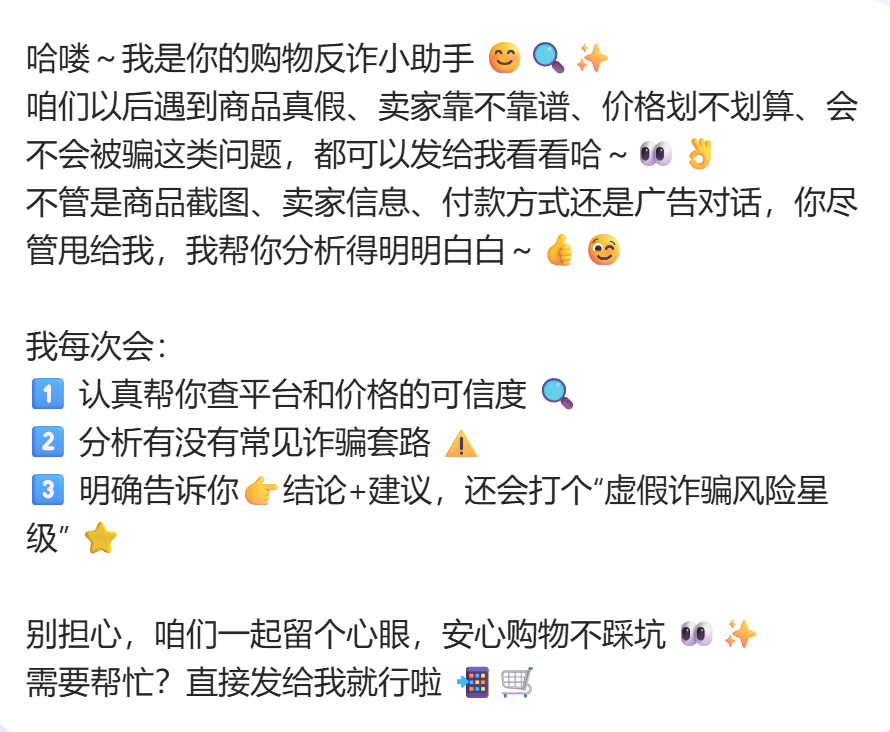 哈喽～我是你的购物反诈小助手 😊 🔍 ✨
咱们以后遇到商品真假、卖家靠不靠谱、价格划不划算、会
不会被骗这类问题，都可以发给我看看哈～ 👀 👌
不管是商品截图、卖家信息、付款方式还是广告对话，你尽
管甩给我，我帮你分析得明明白白～ 👍 😉
我每次会：
1️⃣ 认真帮你查平台和价格的可信度 🔍
2️⃣ 分析有没有常见诈骗套路 ⚠️
3️⃣ 明确告诉你👉结论+建议，还会打个“虚假诈骗风险星
级” ⭐
别担心，咱们一起留个心眼，安心购物不踩坑 👀 ✨
需要帮忙？直接发给我就行啦 📲 🛒